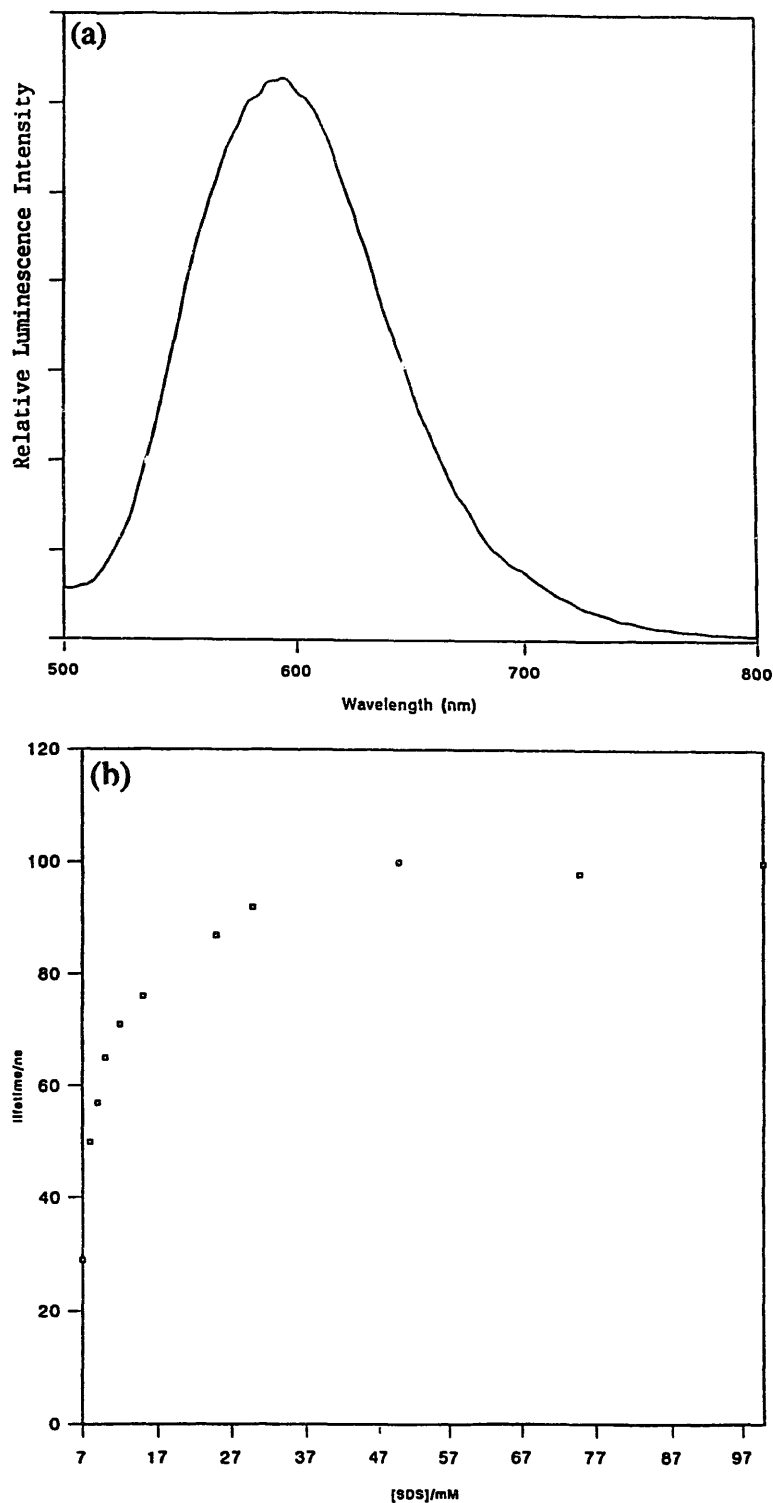 (a)
Relative Luminescence Intensity
500 600 700 800
Wavelength (nm)
(b)
120
100
80
60
40
20
0
lifetime/ns
7 17 27 37 47 57 67 77 87 97
[SDS]/mM